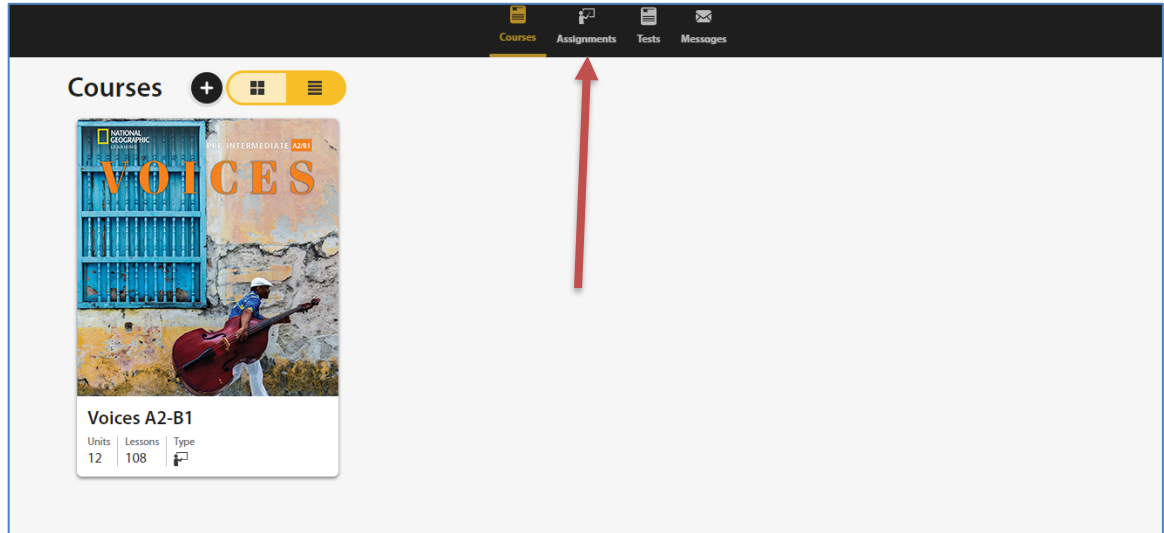 Courses
Assignments
Tests
Messages
Courses
NATIONAL
GEOGRAPHIC
LEARNING
PRE-INTERMEDIATE A2/B1
VOICES
Voices A2-B1
Units Lessons Type
12 108